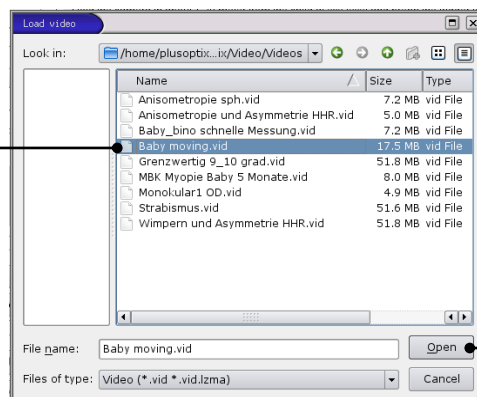 Load video
Look in: /home/plusoptix...ix/Video/Videos
Name Size Type
Anisometropie sph.vid 7.2 MB vid File
Anisometropie und Asymmetrie HHR.vid 5.0 MB vid File
Baby_bino schnelle Messung.vid 7.2 MB vid File
Baby moving.vid 17.5 MB vid File
Grenzwertig 9_10 grad.vid 51.8 MB vid File
MBK Myopie Baby 5 Monate.vid 8.0 MB vid File
Monokular1 OD.vid 4.9 MB vid File
Strabismus.vid 51.6 MB vid File
Wimpern und Asymmetrie HHR.vid 51.8 MB vid File
File name: Baby moving.vid Open
Files of type: Video (*.vid *.vid.lzma) Cancel